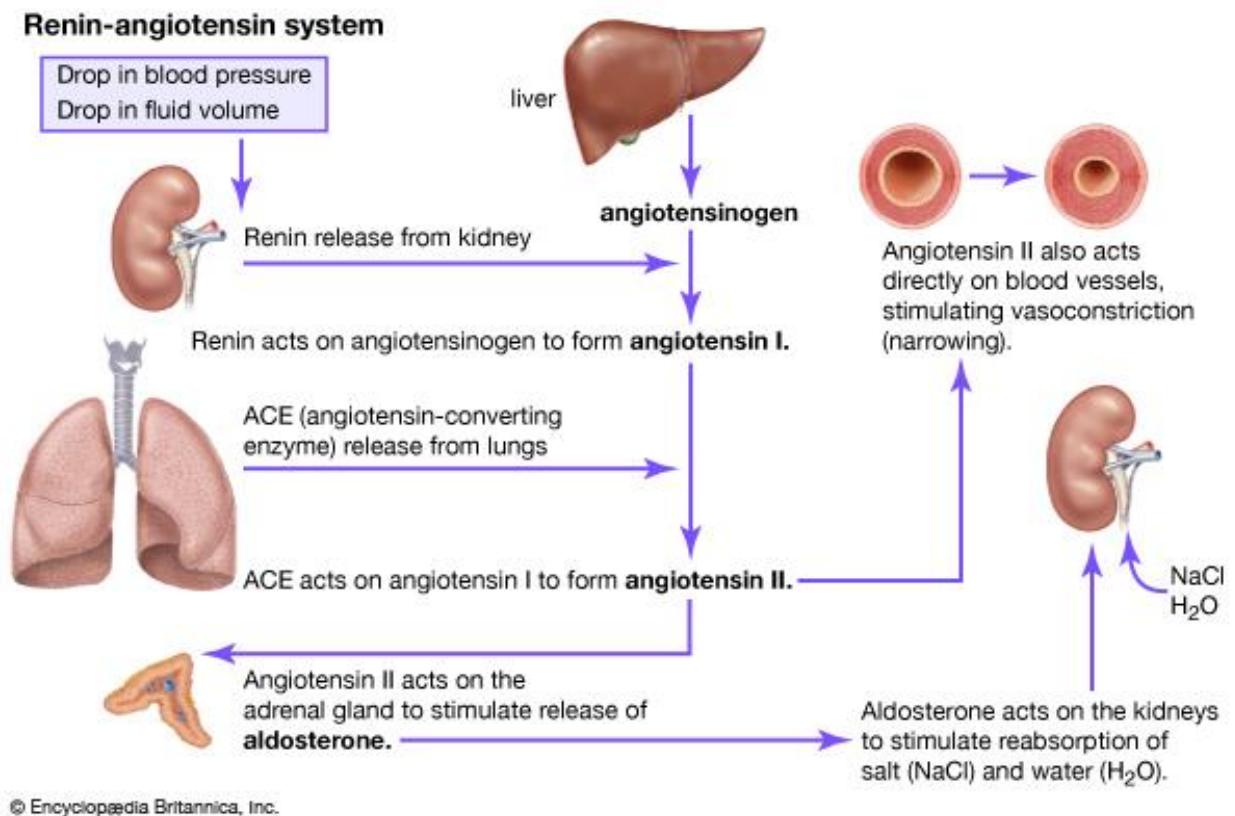 Renin-angiotensin system
Drop in blood pressure
Drop in fluid volume
liver
angiotensinogen
Renin release from kidney
Renin acts on angiotensinogen to form angiotensin I.
ACE (angiotensin-converting
enzyme) release from lungs
ACE acts on angiotensin I to form angiotensin II.
Angiotensin II also acts
directly on blood vessels,
stimulating vasoconstriction
(narrowing).
NaCl
H₂O
Angiotensin II acts on the
adrenal gland to stimulate release of
aldosterone.
Aldosterone acts on the kidneys
to stimulate reabsorption of
salt (NaCl) and water (H₂O).
© Encyclopædia Britannica, Inc.